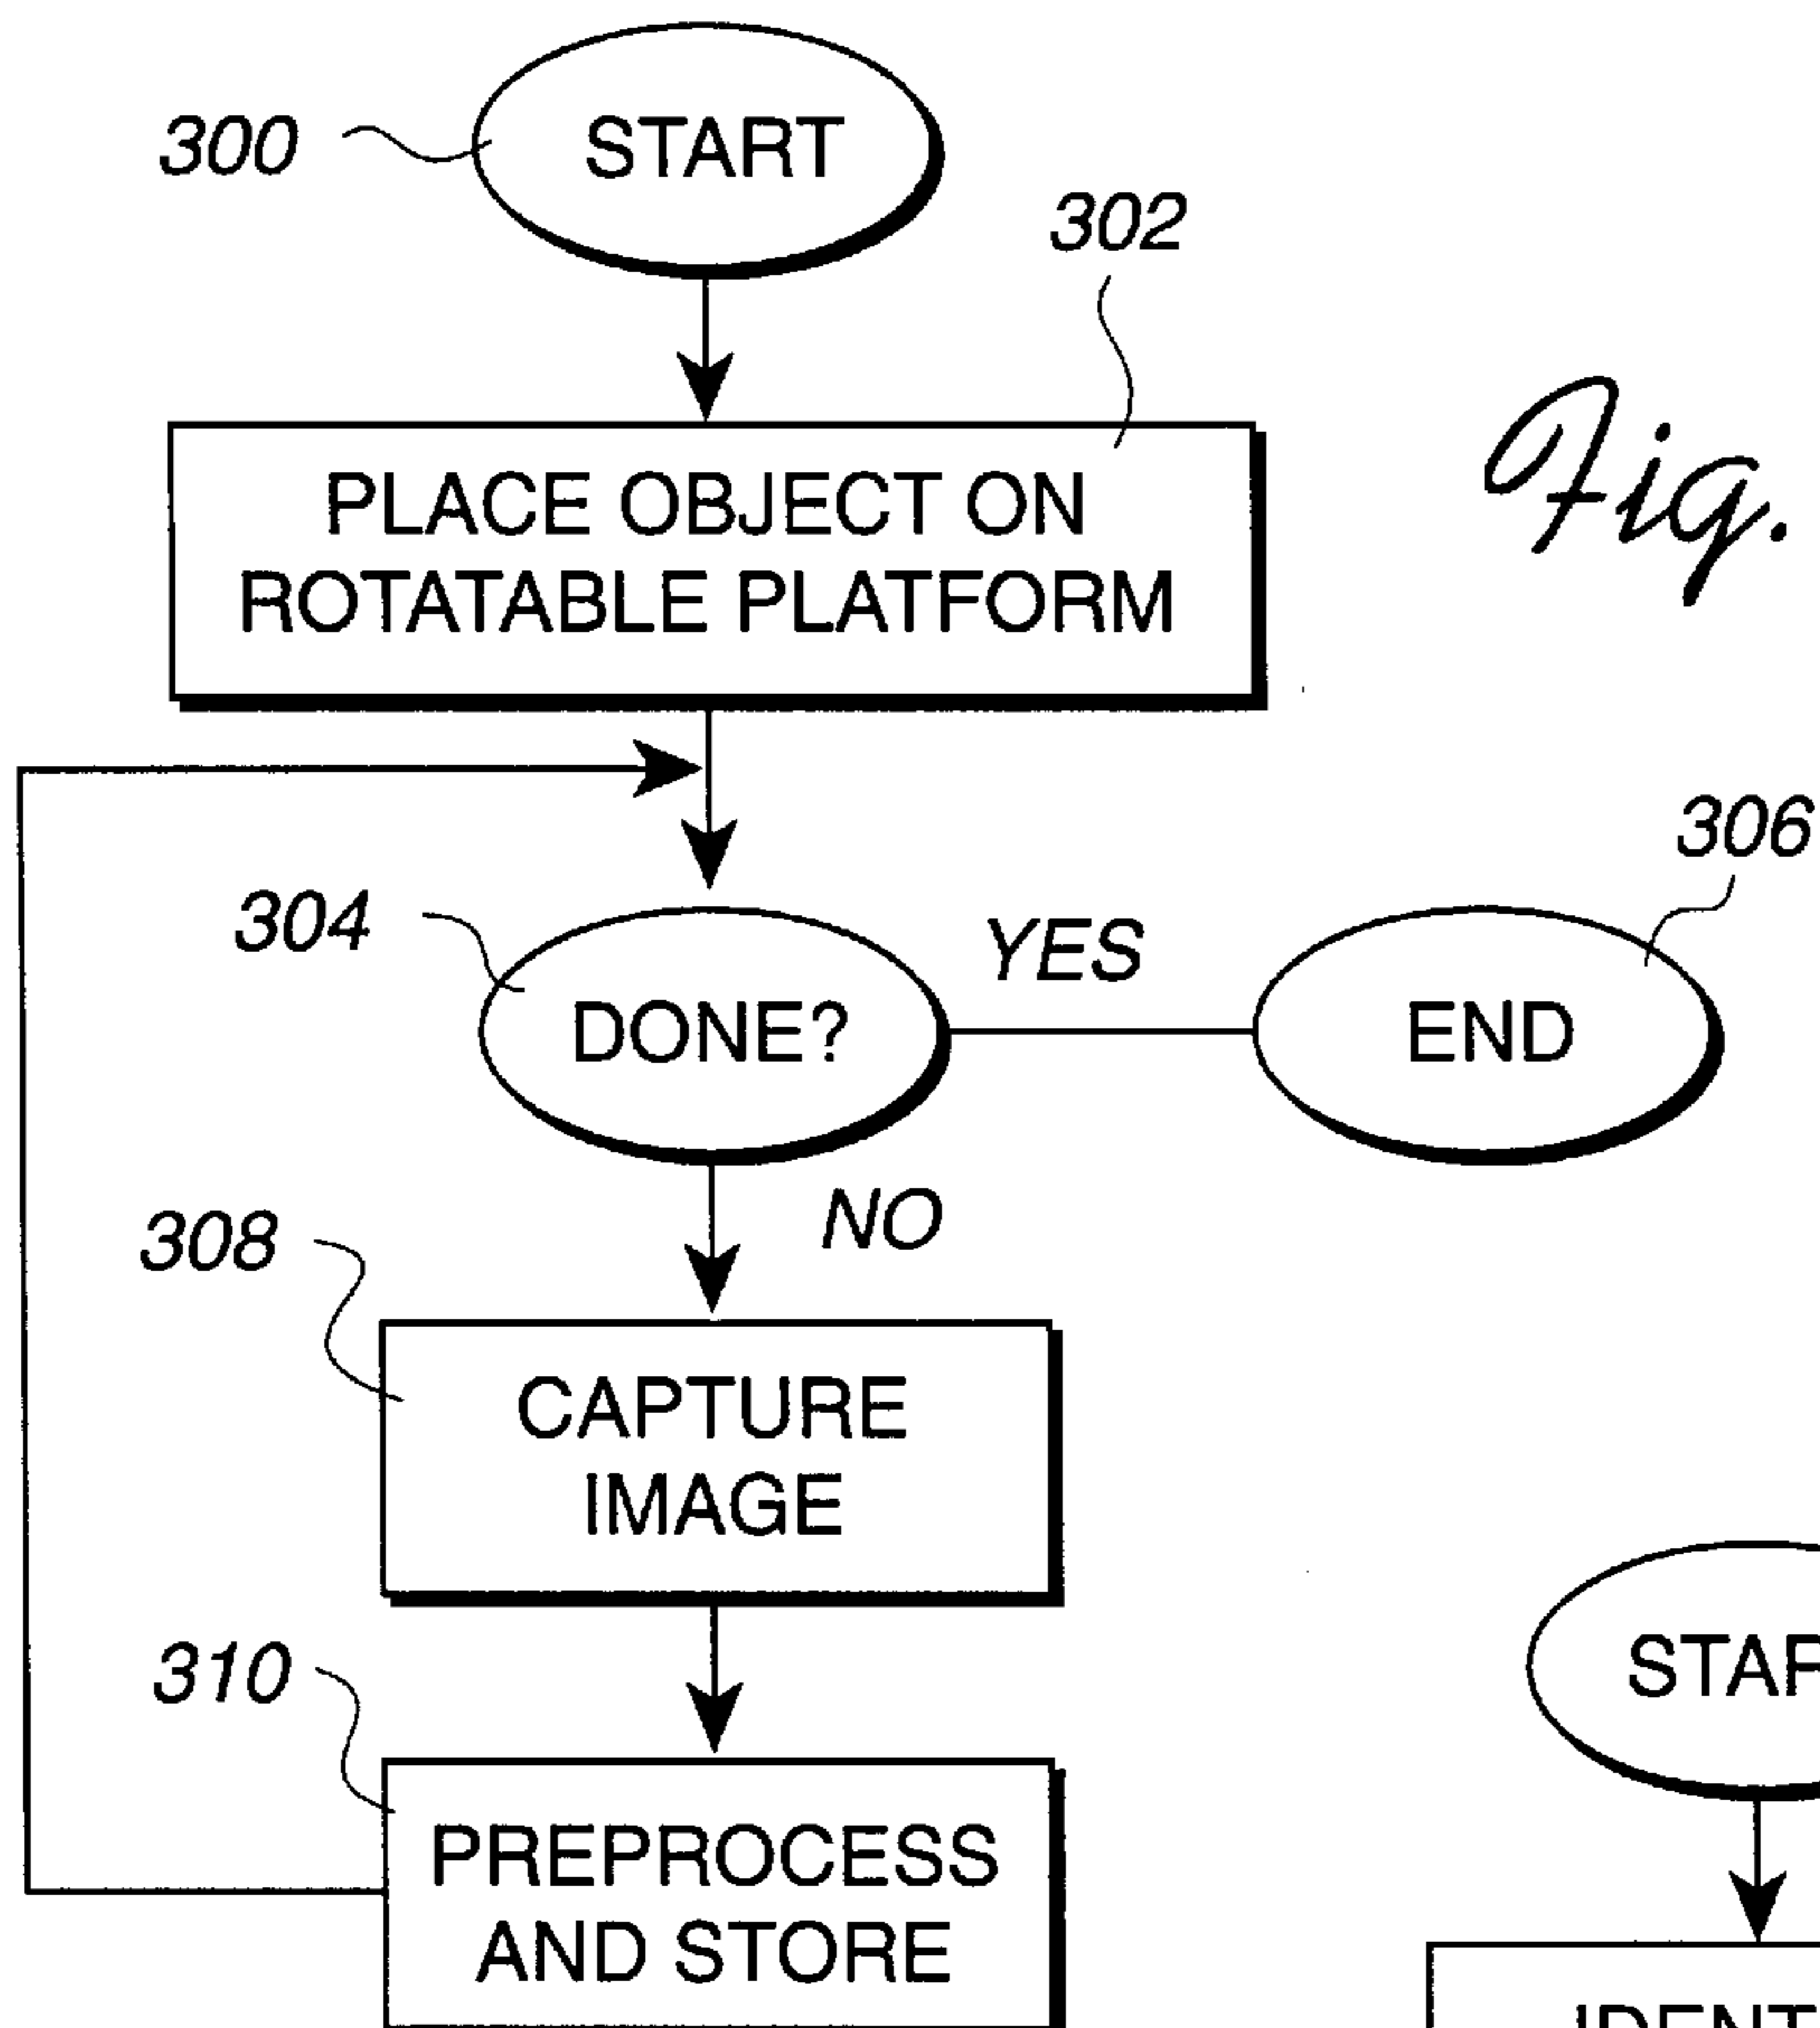 300
START
302
PLACE OBJECT ON
ROTATABLE PLATFORM
Fig.
304
DONE?
YES
306
END
NO
308
CAPTURE
IMAGE
310
PREPROCESS
AND STORE